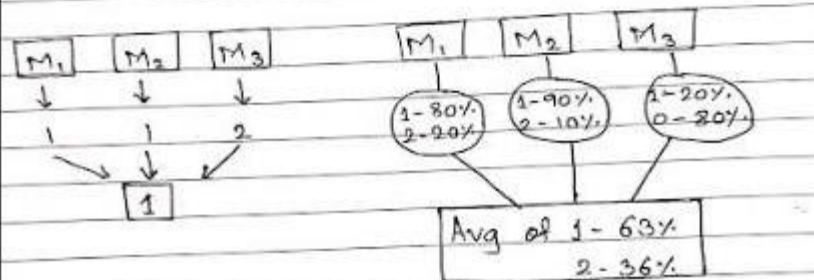 M₁ M₂ M₃
1 1 2
1
M₁ M₂ M₃
1-80%. 1-90%. 1-20%.
2-20%. 2-10%. 0-80%.
Avg of 1- 63%.
2- 36%.